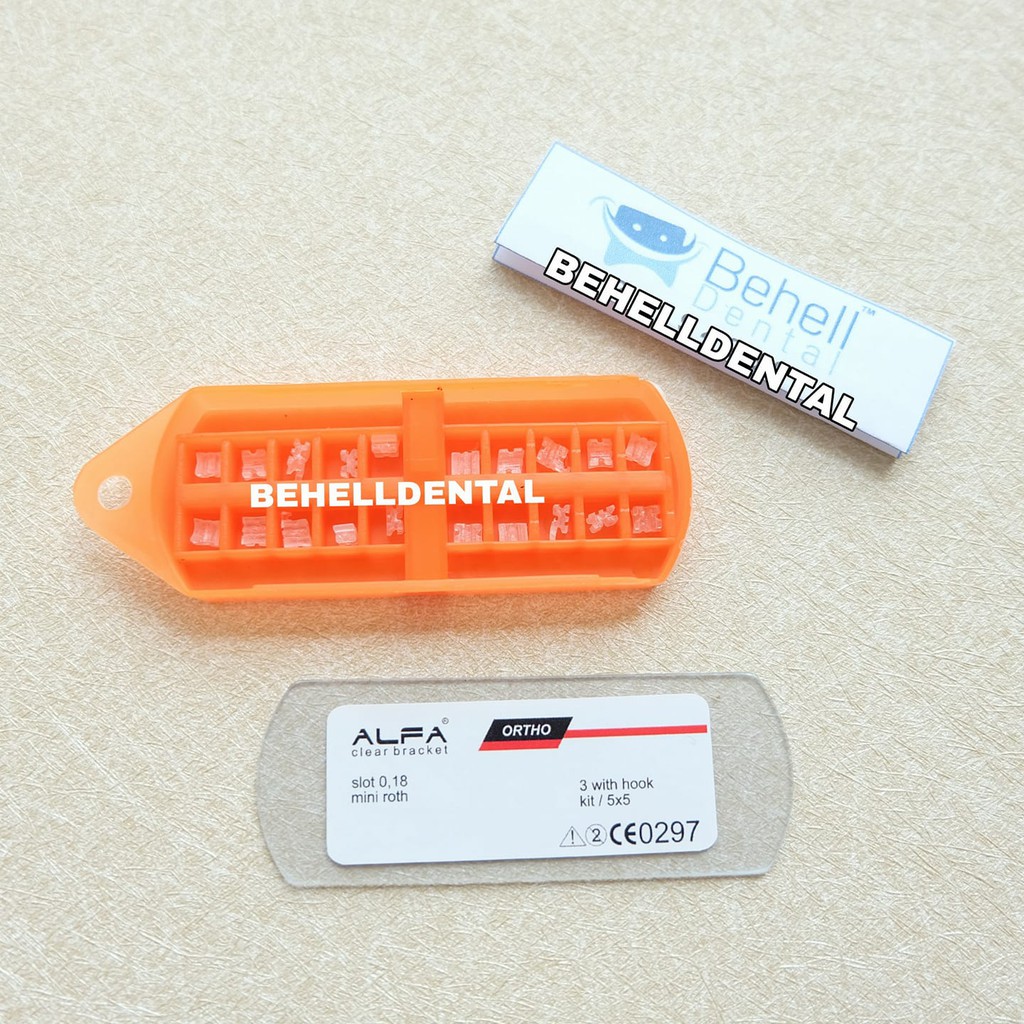 Behell™
Dental
BEHELLDENTAL
BEHELLDENTAL
ALFA®
clear bracket
ORTHO
slot 0,18
mini roth
3 with hook
kit / 5x5
2 CE0297